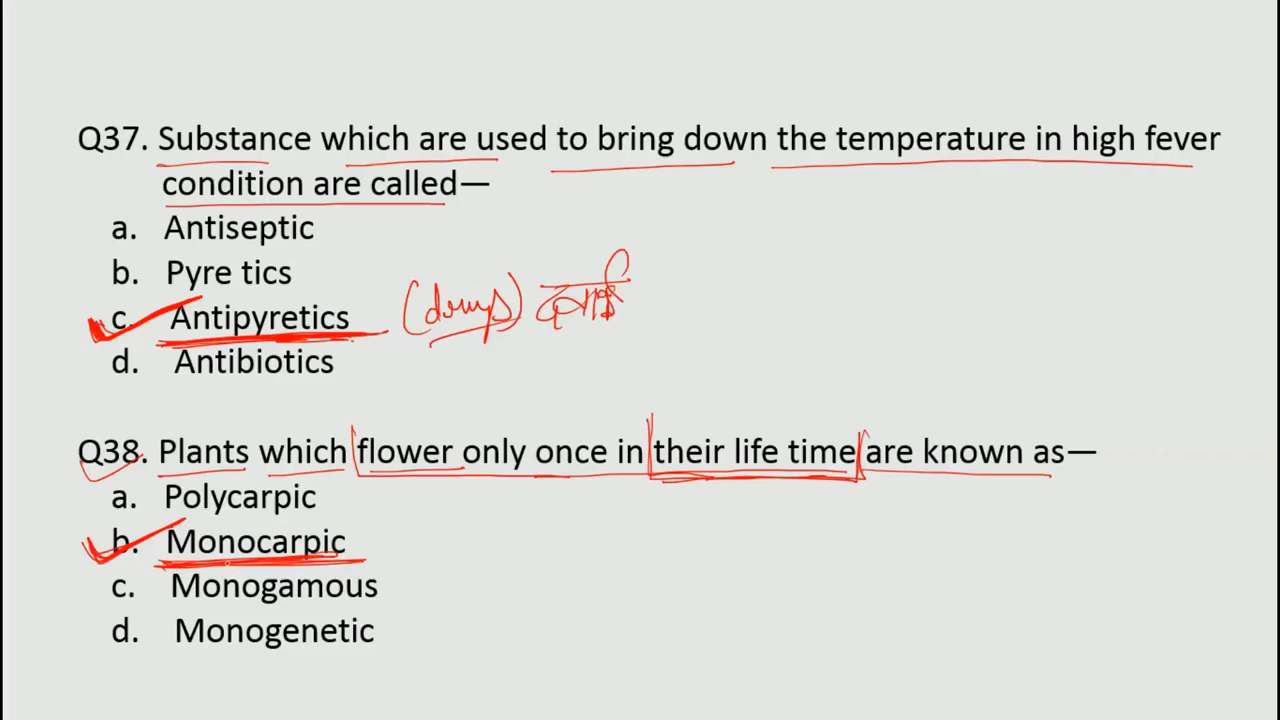 Q37. Substance which are used to bring down the temperature in high fever
condition are called—
a. Antiseptic
b. Pyre tics
c. Antipyretics (drugs)
d. Antibiotics
Q38. Plants which flower only once in their life time are known as—
a. Polycarpic
b. Monocarpic
c. Monogamous
d. Monogenetic